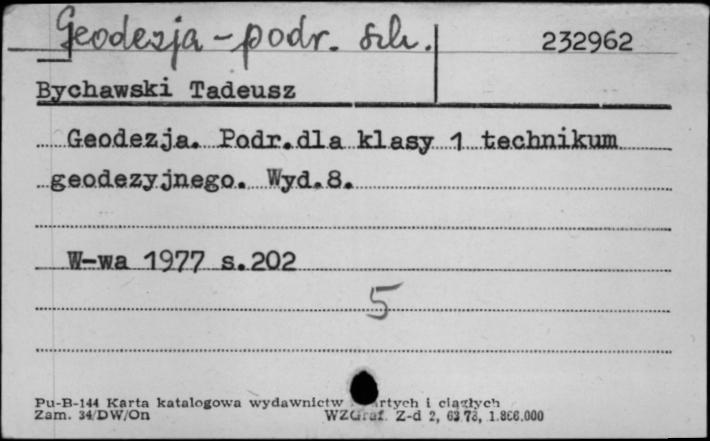 Geodezja - podr. szk. 232962
Bychawski Tadeusz
Geodezja. Podr.dla klasy 1 technikum
geodezyjnego. Wyd.8.
W-wa 1977 s.202
5
Pu-B-144 Karta katalogowa wydawnictw i ciągłych
Zam. 34/DW/On WZGraf. Z-d 2, 1.866.000